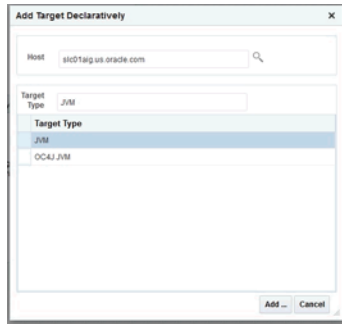 Add Target Declaratively
Host slc01aig.us.oracle.com
Target Type JVM
Target Type
JVM
OC4J JVM
Add ... Cancel